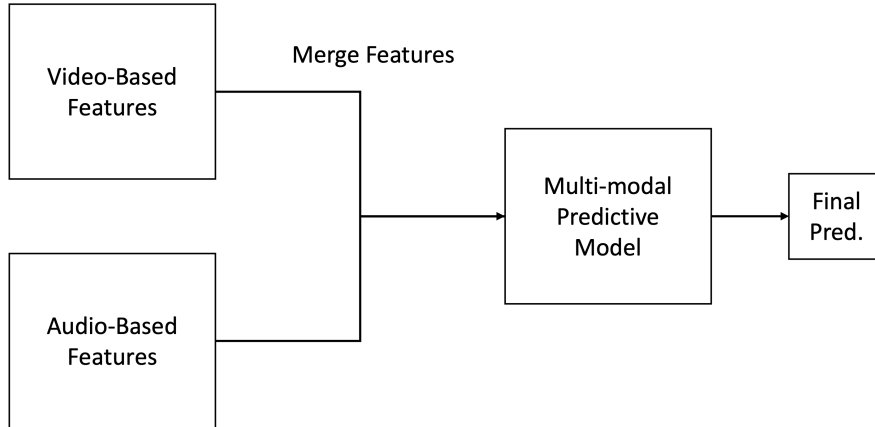 Video-Based
Features
Merge Features
Multi-modal
Predictive
Model
Final
Pred.
Audio-Based
Features